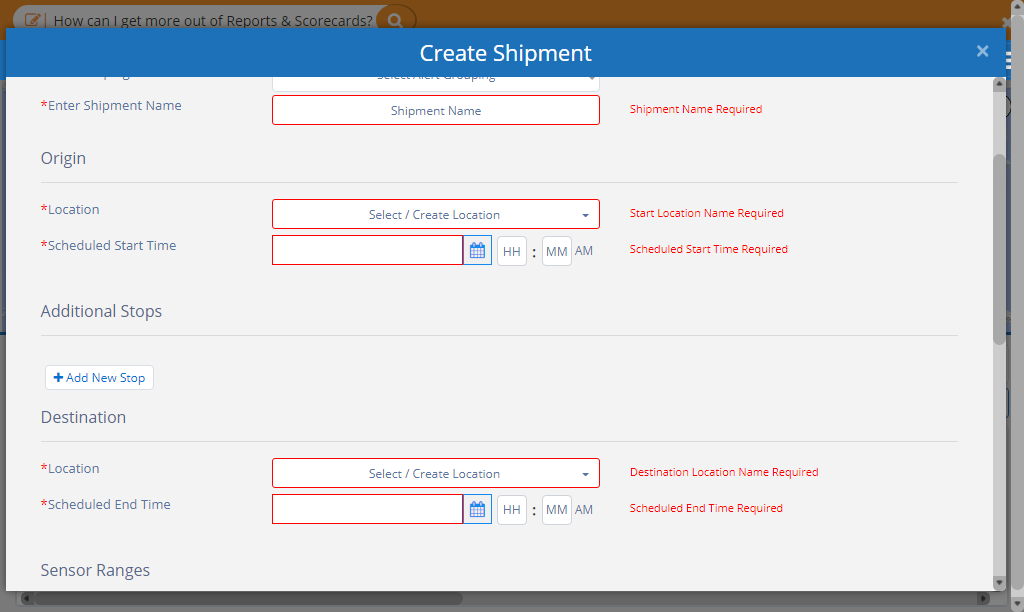 How can I get more out of Reports & Scorecards?
Create Shipment ×
Select Alert Grouping
*Enter Shipment Name Shipment Name Shipment Name Required
Origin
*Location Select / Create Location Start Location Name Required
*Scheduled Start Time HH : MM AM Scheduled Start Time Required
Additional Stops
+ Add New Stop
Destination
*Location Select / Create Location Destination Location Name Required
*Scheduled End Time HH : MM AM Scheduled End Time Required
Sensor Ranges